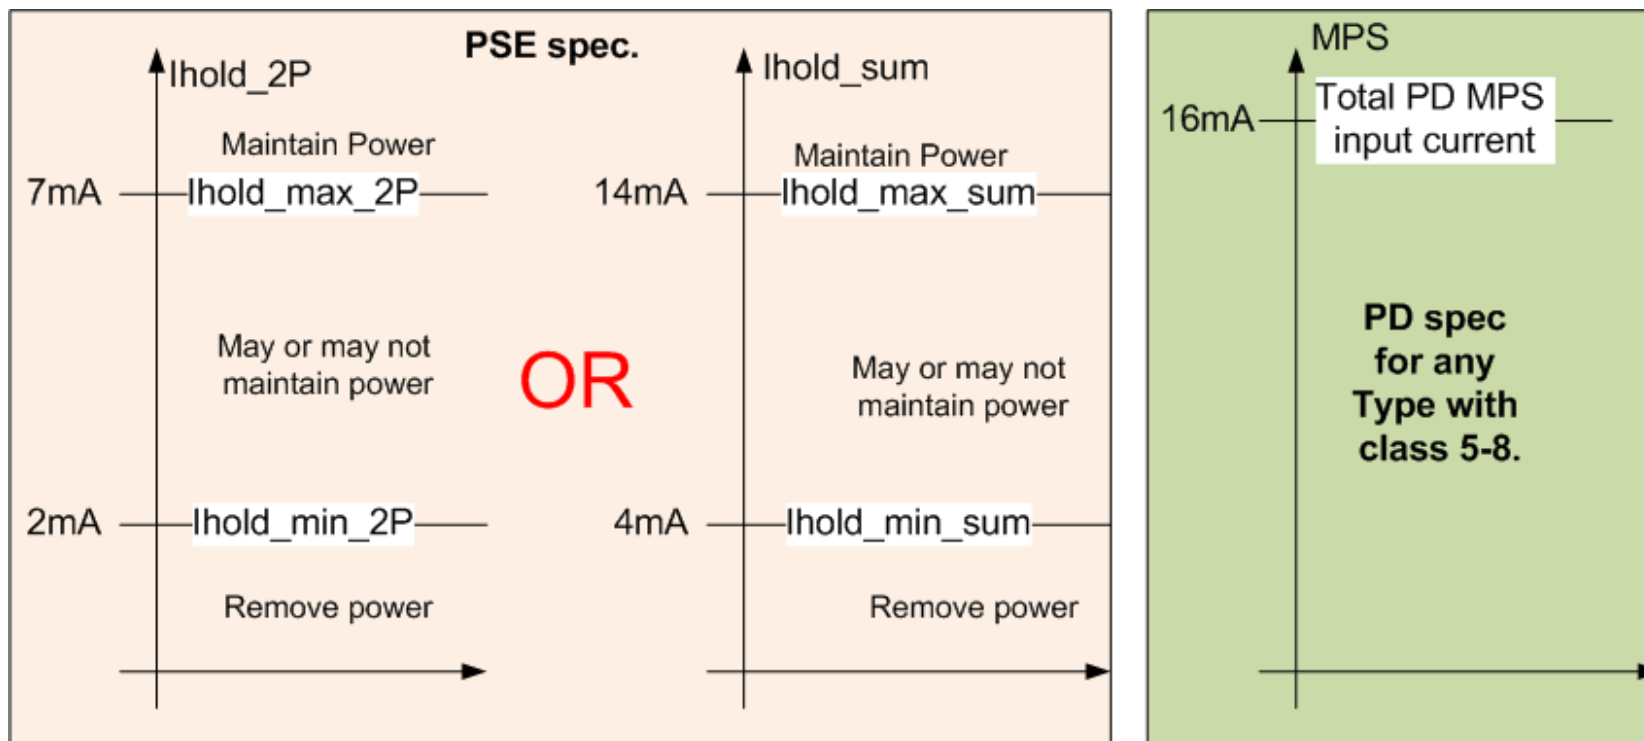 PSE spec.
Ihold_2P
Maintain Power
7mA
Ihold_max_2P
May or may not
maintain power
2mA
Ihold_min_2P
Remove power
OR
Ihold_sum
Maintain Power
14mA
Ihold_max_sum
May or may not
maintain power
4mA
Ihold_min_sum
Remove power
MPS
16mA
Total PD MPS
input current
PD spec
for any
Type with
class 5-8.